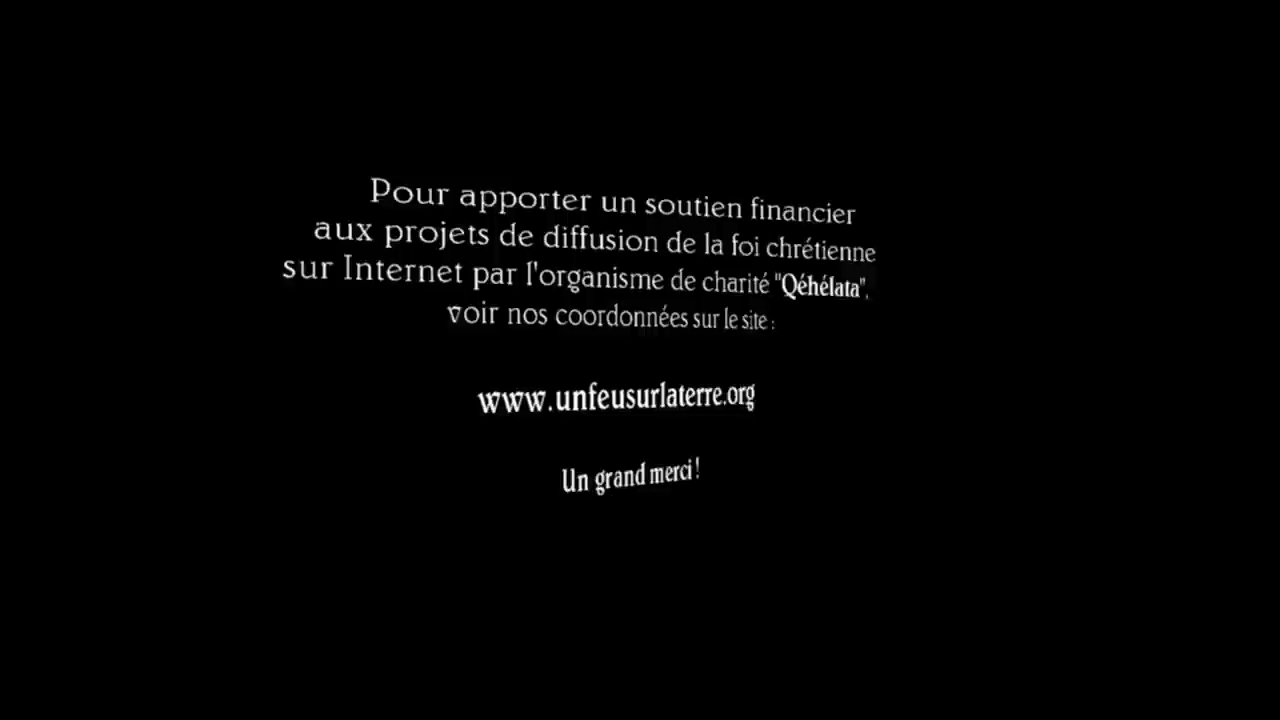 Pour apporter un soutien financier
aux projets de diffusion de la foi chrétienne
sur Internet par l'organisme de charité "Qéhélata",
voir nos coordonnées sur le site :
www.unfeusurlaterre.org
Un grand merci !